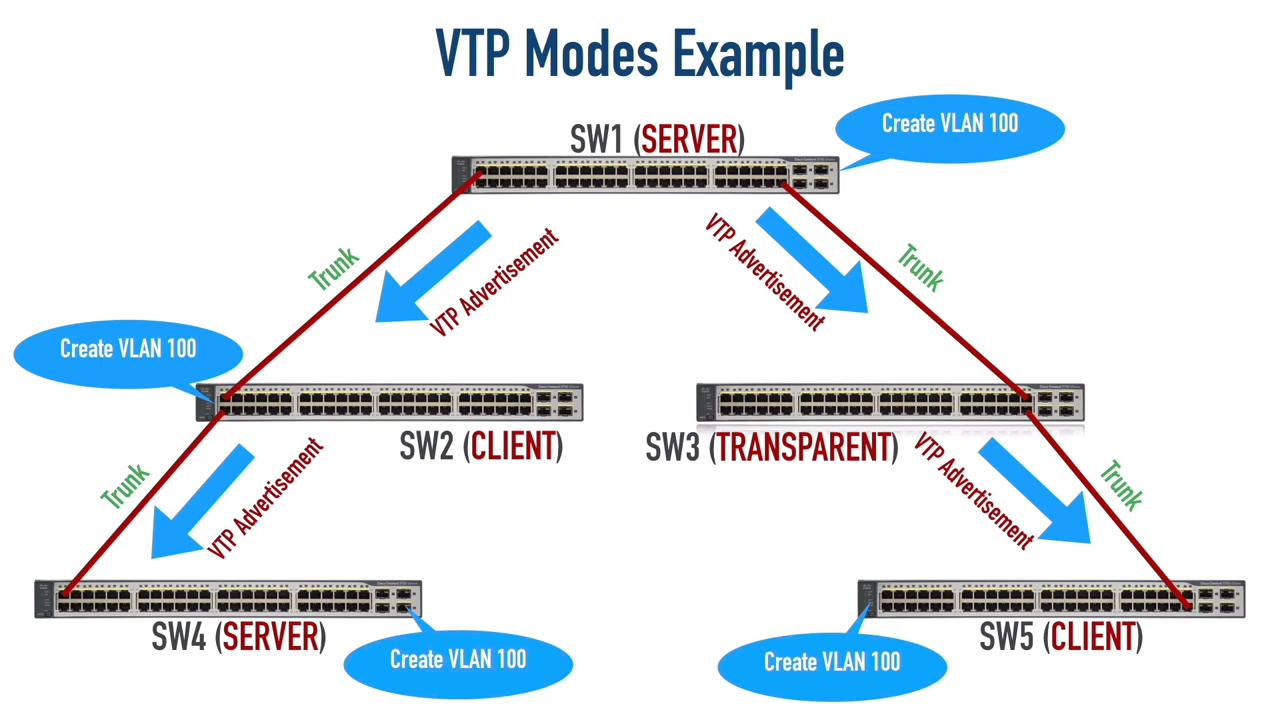 VTP Modes Example
SW1 (SERVER)
Create VLAN 100
Trunk
VTP Advertisement
VTP Advertisement
Trunk
Create VLAN 100
SW2 (CLIENT)
SW3 (TRANSPARENT)
Trunk
VTP Advertisement
VTP Advertisement
Trunk
SW4 (SERVER)
Create VLAN 100
Create VLAN 100
SW5 (CLIENT)